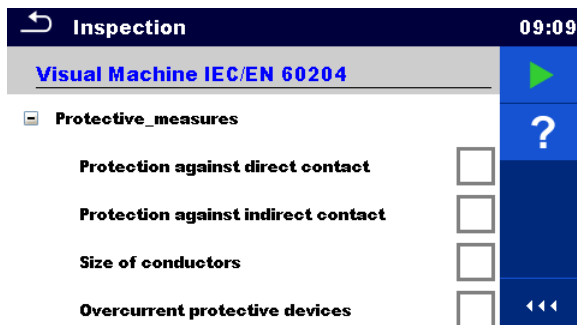 Inspection 09:09
Visual Machine IEC/EN 60204
Protective_measures
?
Protection against direct contact
Protection against indirect contact
Size of conductors
Overcurrent protective devices